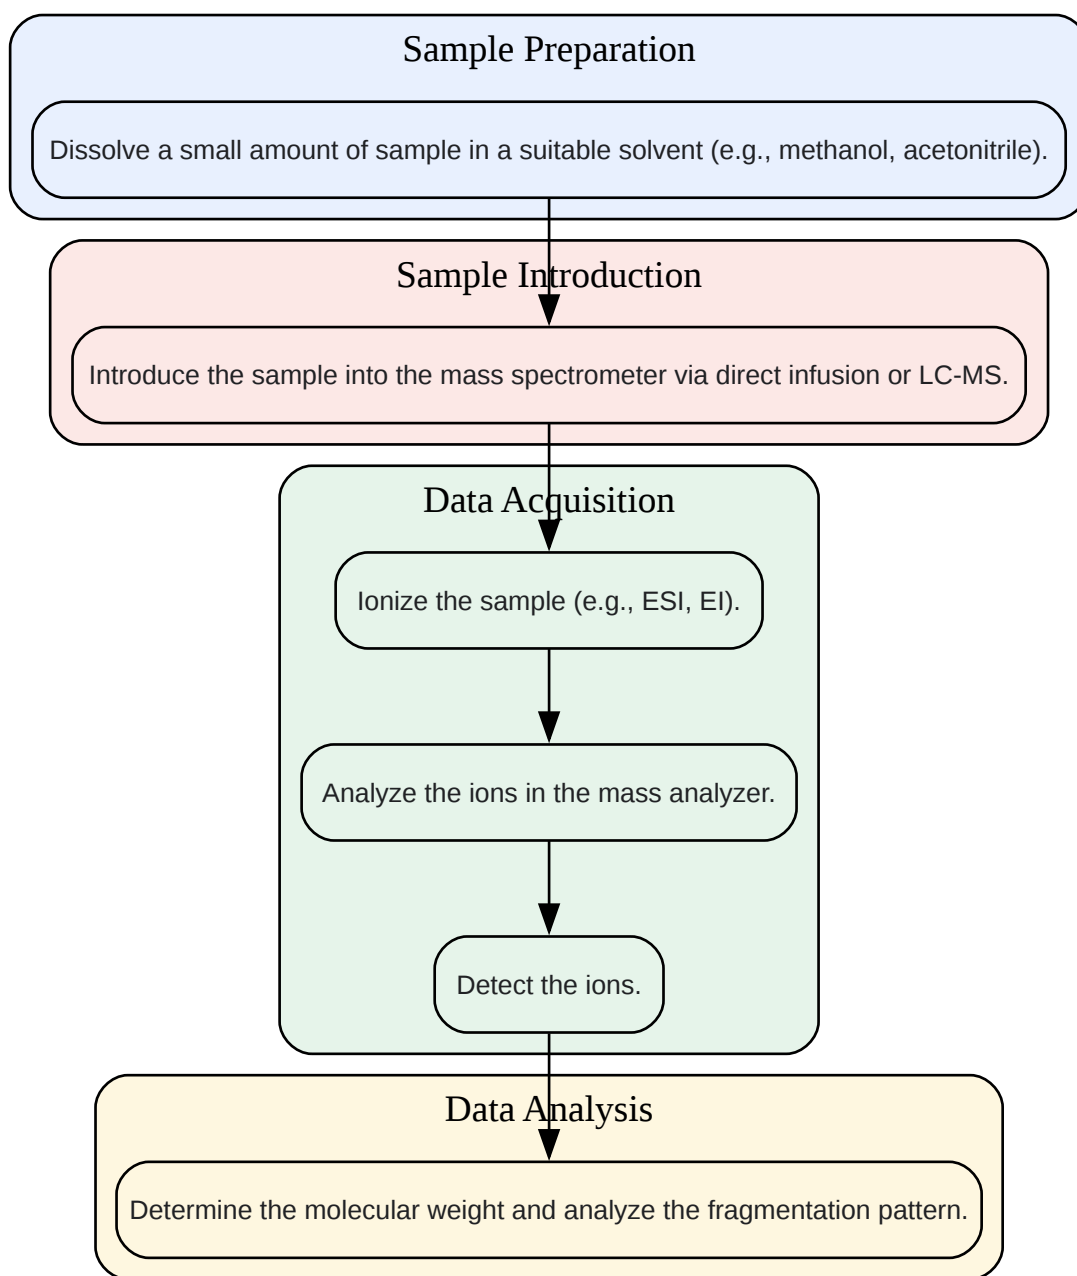 Sample Preparation
Dissolve a small amount of sample in a suitable solvent (e.g., methanol, acetonitrile).
Sample Introduction
Introduce the sample into the mass spectrometer via direct infusion or LC-MS.
Data Acquisition
Ionize the sample (e.g., ESI, EI).
Analyze the ions in the mass analyzer.
Detect the ions.
Data Analysis
Determine the molecular weight and analyze the fragmentation pattern.